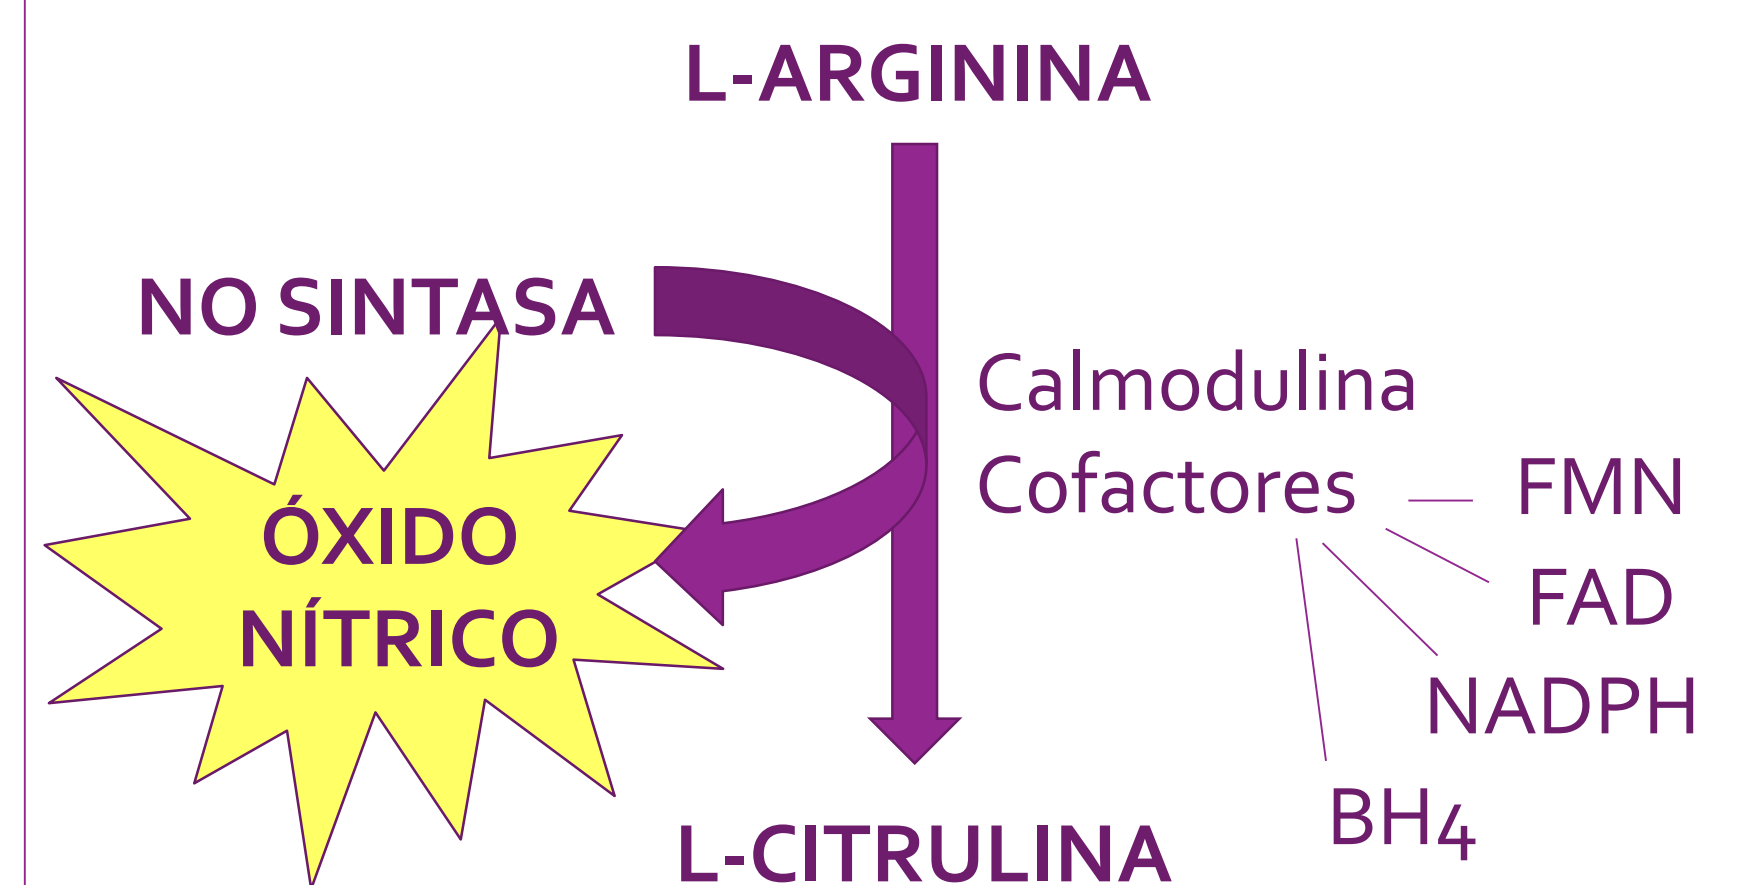 L-ARGININA
NO SINTASA
Calmodulina
Cofactores
FMN
FAD
NADPH
BH4
ÓXIDO
NÍTRICO
L-CITRULINA